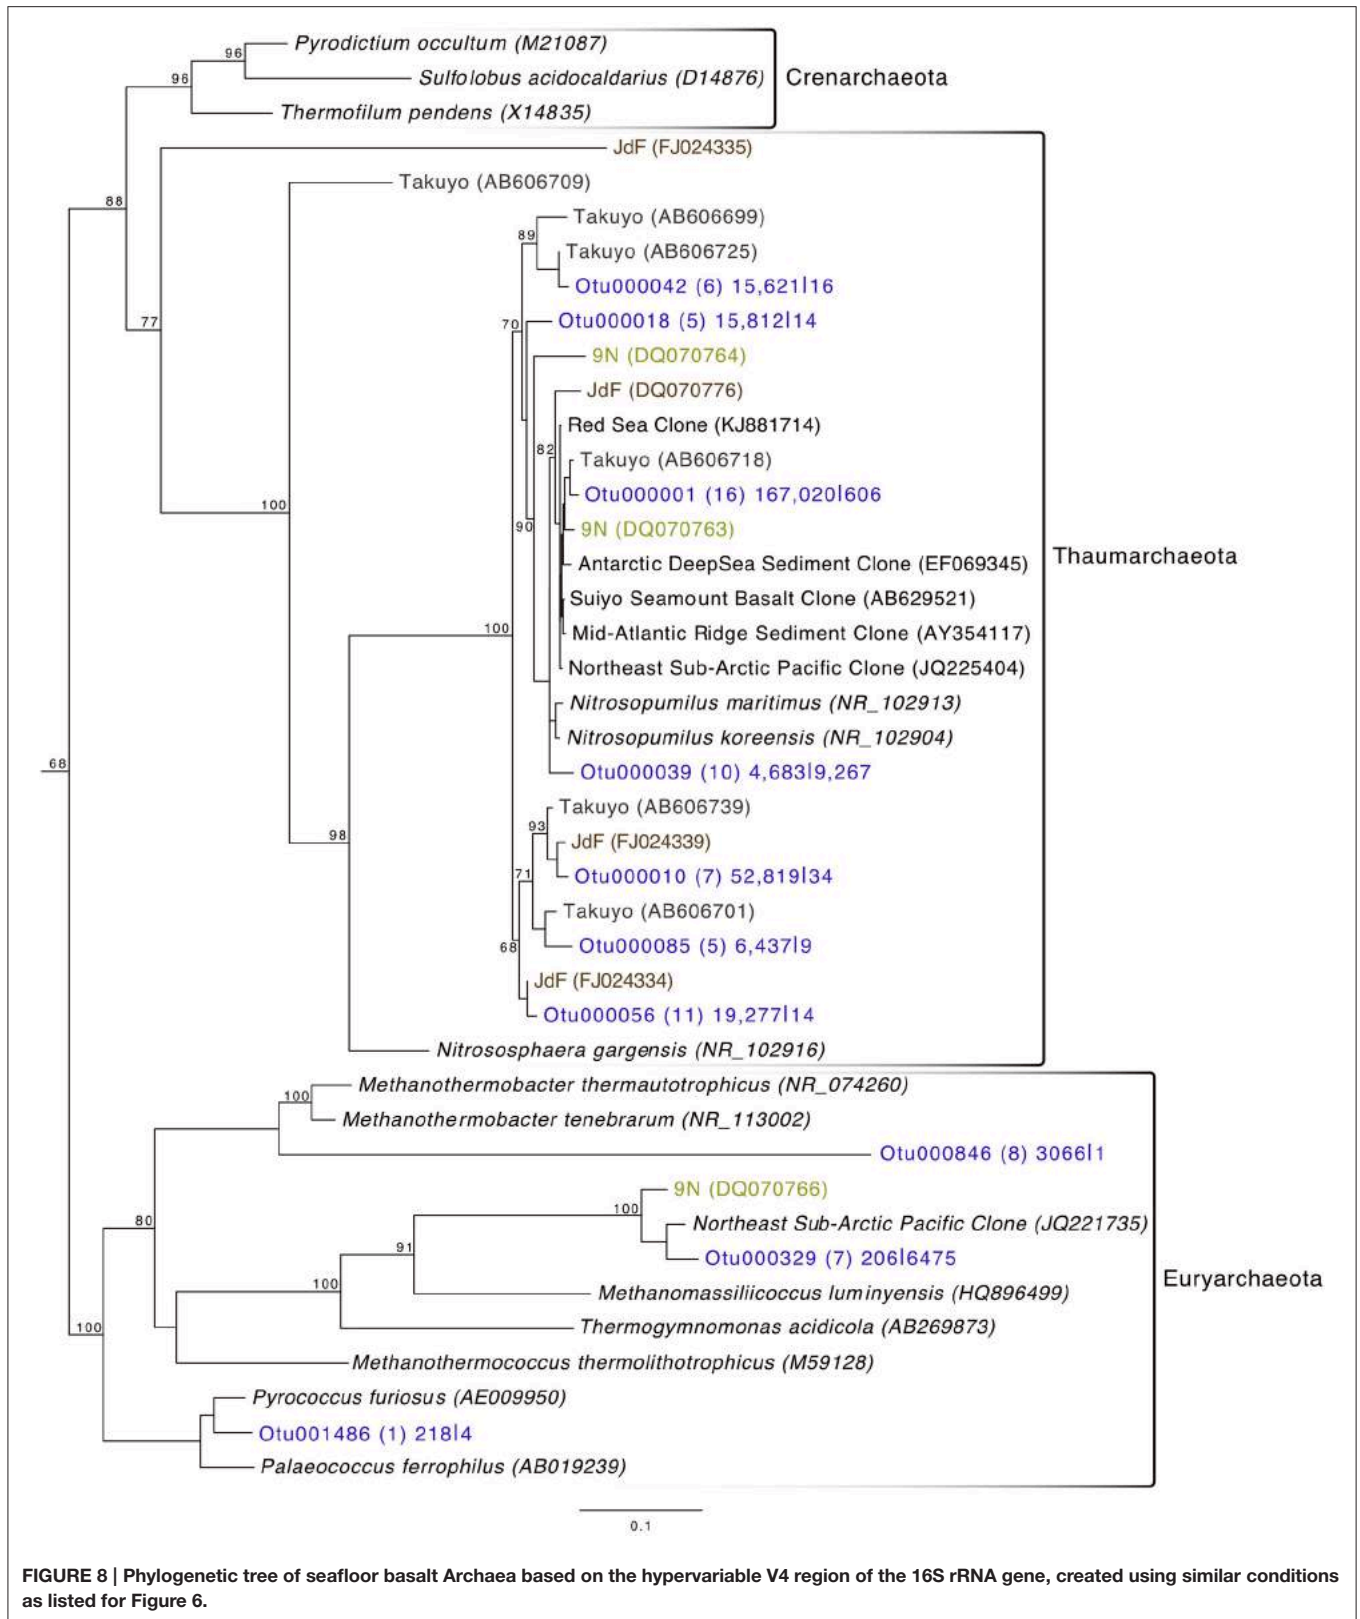 Pyrodictium occultum (M21087)
96
Sulfolobus acidocaldarius (D14876)
Crenarchaeota
96
Thermofilum pendens (X14835)
JdF (FJ024335)
Takuyo (AB606709)
88
Takuyo (AB606699)
89
Takuyo (AB606725)
Otu000042 (6) 15,621|16
77
70
Otu000018 (5) 15,812|14
9N (DQ070764)
JdF (DQ070776)
Red Sea Clone (KJ881714)
82
Takuyo (AB606718)
Otu000001 (16) 167,020|606
100
90
9N (DQ070763)
Thaumarchaeota
Antarctic DeepSea Sediment Clone (EF069345)
Suiyo Seamount Basalt Clone (AB629521)
100
Mid-Atlantic Ridge Sediment Clone (AY354117)
Northeast Sub-Arctic Pacific Clone (JQ225404)
Nitrosopumilus maritimus (NR_102913)
Nitrosopumilus koreensis (NR_102904)
68
Otu000039 (10) 4,683|9,267
Takuyo (AB606739)
98
93
JdF (FJ024339)
71
Otu000010 (7) 52,819|34
Takuyo (AB606701)
68
Otu000085 (5) 6,437|9
JdF (FJ024334)
Otu000056 (11) 19,277|14
Nitrososphaera gargensis (NR_102916)
Methanothermobacter thermautotrophicus (NR_074260)
100
Methanothermobacter tenebrarum (NR_113002)
Otu000846 (8) 3066|1
9N (DQ070766)
80
100
Northeast Sub-Arctic Pacific Clone (JQ221735)
91
Otu000329 (7) 206|6475
Euryarchaeota
100
Methanomassiliicoccus luminyensis (HQ896499)
100
Thermogymnomonas acidicola (AB269873)
Methanothermococcus thermolithotrophicus (M59128)
Pyrococcus furiosus (AE009950)
Otu001486 (1) 218|4
Palaeococcus ferrophilus (AB019239)
0.1
FIGURE 8 | Phylogenetic tree of seafloor basalt Archaea based on the hypervariable V4 region of the 16S rRNA gene, created using similar conditions
as listed for Figure 6.